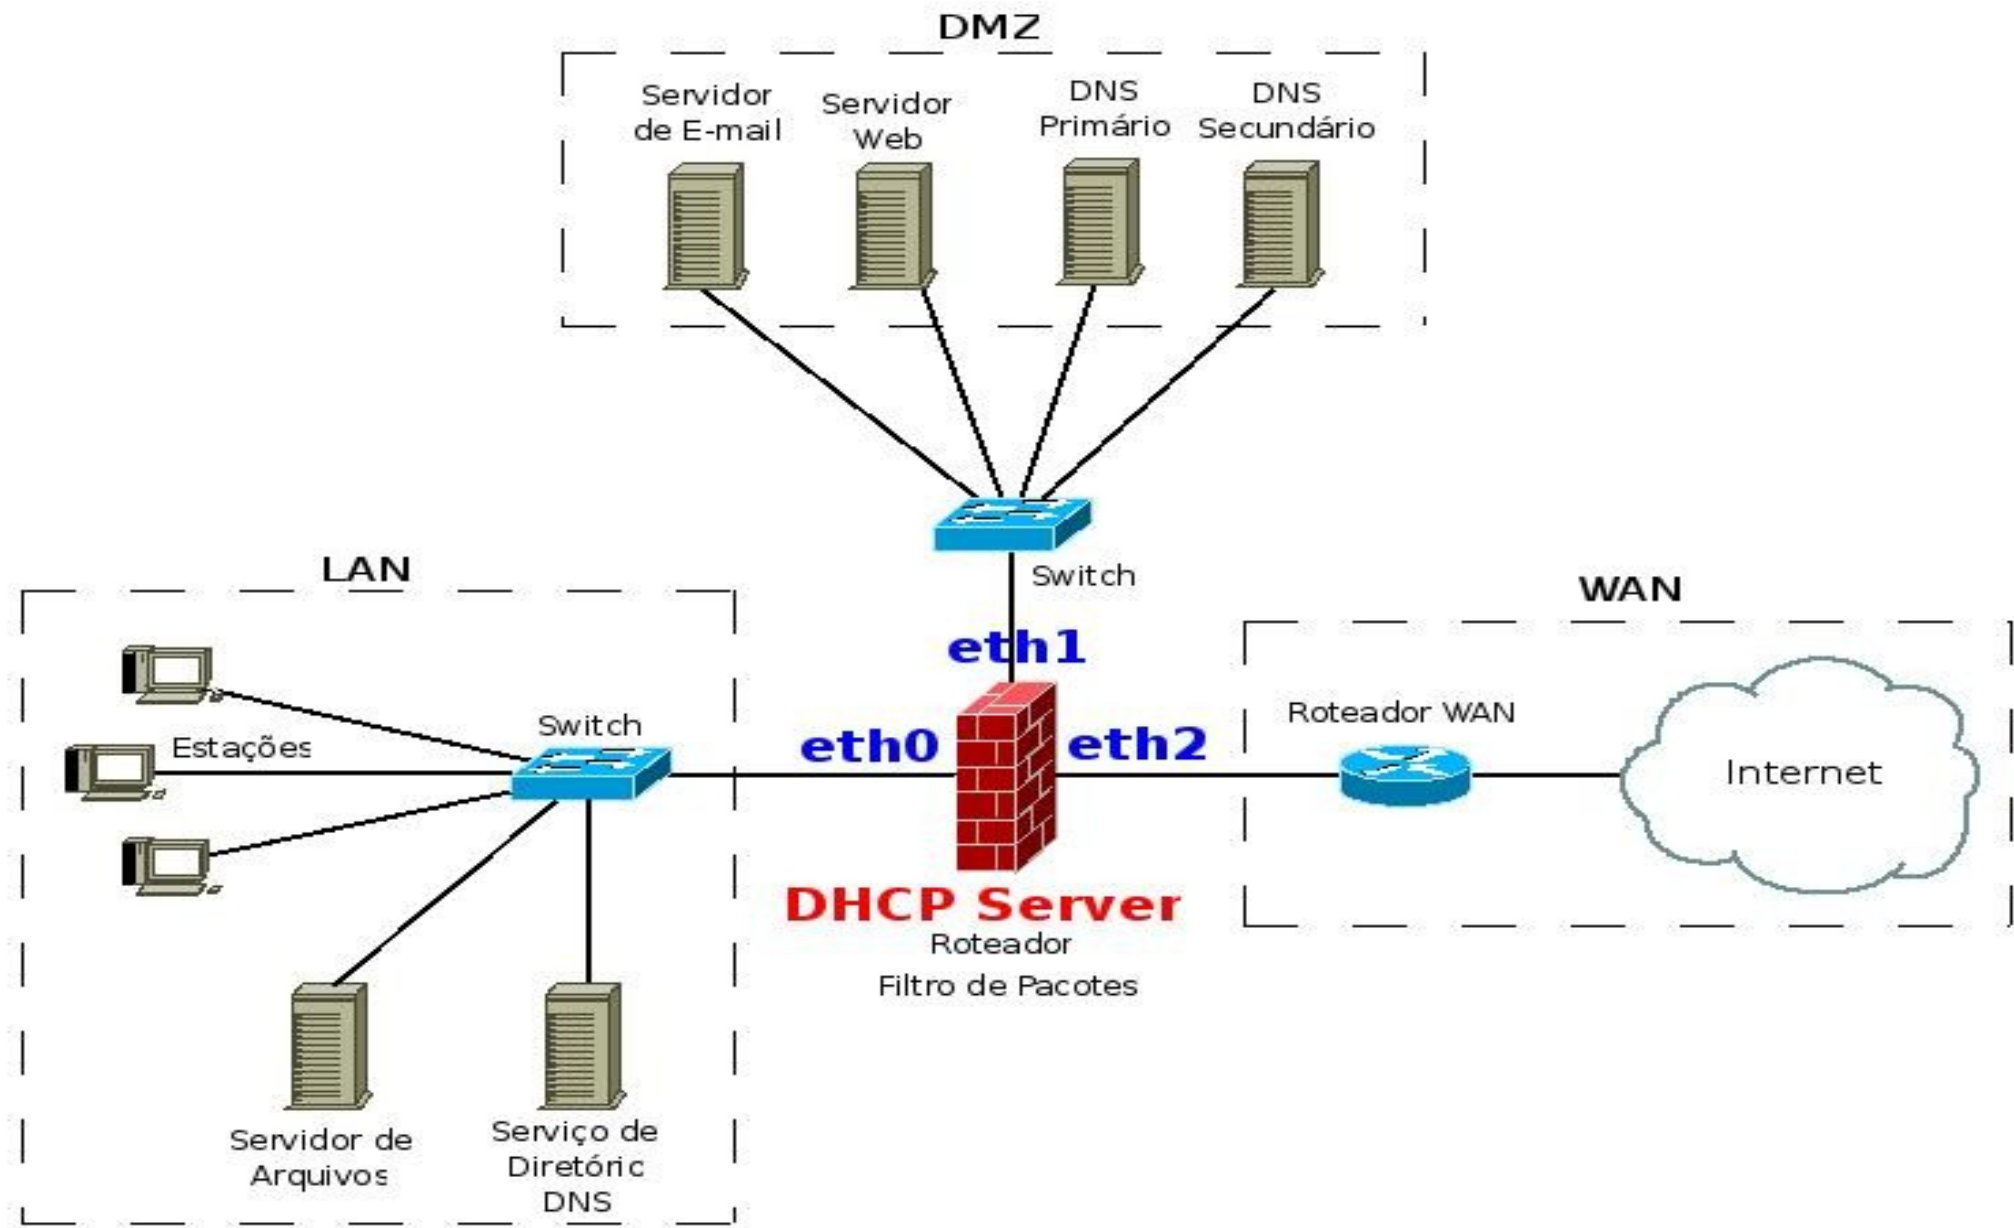 DMZ
Servidor
de E-mail
Servidor
Web
DNS
Primário
DNS
Secundário
Switch
LAN
Estações
Switch
eth1
eth0
eth2
DHCP Server
Roteador
Filtro de Pacotes
WAN
Roteador WAN
Internet
Servidor de
Arquivos
Serviço de
Diretóric
DNS